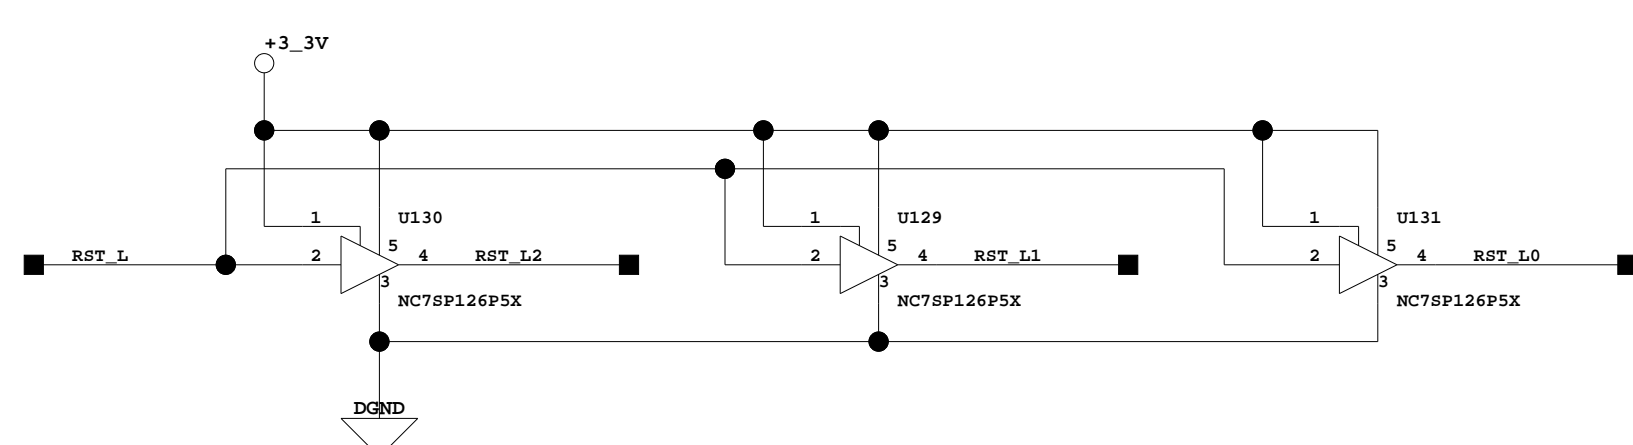 +3_3V
1 U130 1 U129 1 U131
RST_L 2 5 4 RST_L2 2 5 4 RST_L1 2 5 4 RST_L0
3 3 3
NC7SP126P5X NC7SP126P5X NC7SP126P5X
DGND